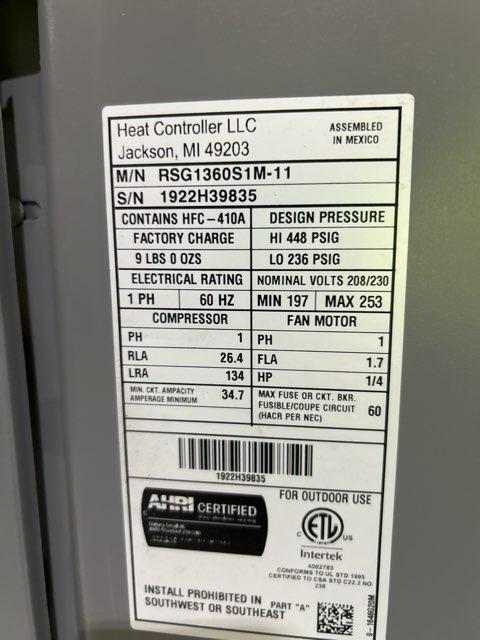 Heat Controller LLC
Jackson, MI 49203
ASSEMBLED
IN MEXICO
M/N RSG1360S1M-11
S/N 1922H39835
CONTAINS HFC-410A DESIGN PRESSURE
FACTORY CHARGE HI 448 PSIG
9 LBS 0 OZS LO 236 PSIG
ELECTRICAL RATING NOMINAL VOLTS 208/230
1 PH 60 HZ MIN 197 MAX 253
COMPRESSOR FAN MOTOR
PH 1 PH 1
RLA 26.4 FLA 1.7
LRA 134 HP 1/4
MIN. CKT. AMPACITY
AMPERAGE MINIMUM 34.7
MAX FUSE OR CKT. BKR.
FUSIBLE/COUPE CIRCUIT
(HACR PER NEC) 60
1922H39835
AHRI CERTIFIED
FOR OUTDOOR USE
C ETL US
Intertek
4002783
CONFORMS TO UL STD 1995
CERTIFIED TO CSA STD C22.2 NO.
236
INSTALL PROHIBITED IN
SOUTHWEST OR SOUTHEAST
PART "A"